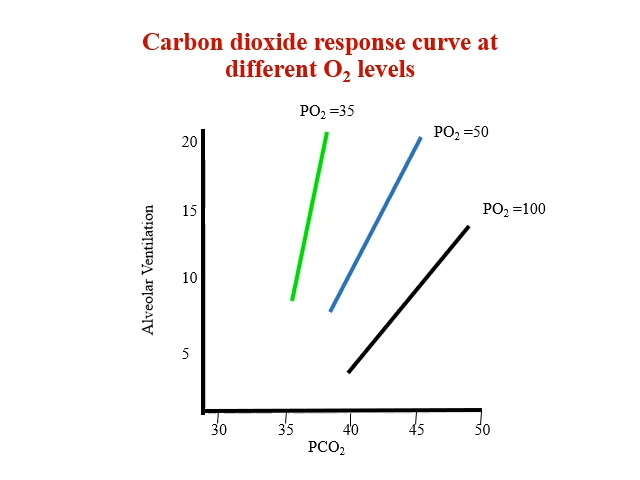 Carbon dioxide response curve at
different O₂ levels
PO₂ =35
PO₂ =50
PO₂ =100
20
15
10
5
Alveolar Ventilation
30 35 40 45 50
PCO₂